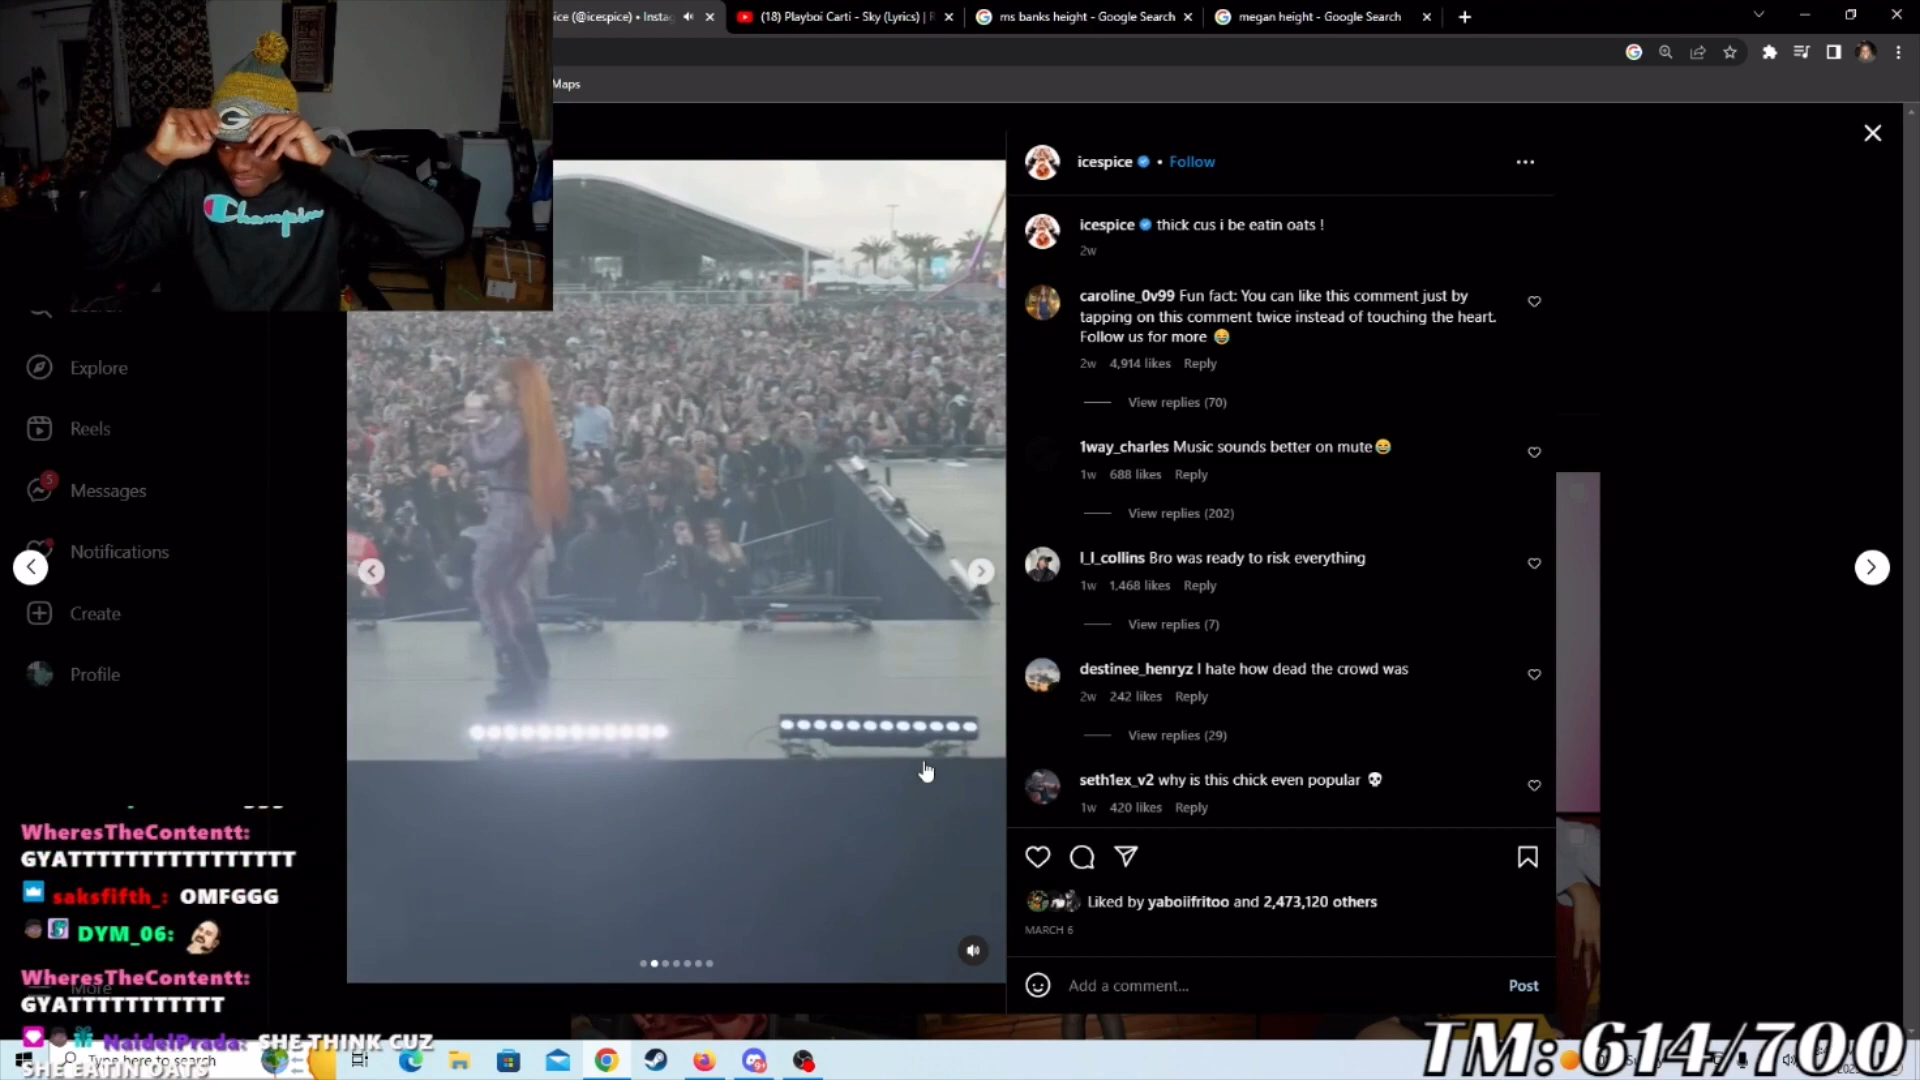 ice (@icespice) • Insta
(18) Playboi Carti - Sky (Lyrics) |
ms banks height - Google Search
megan height - Google Search
Maps
G
Champion
icespice • Follow
icespice thick cus i be eatin oats !
2w
caroline_0v99 Fun fact: You can like this comment just by
tapping on this comment twice instead of touching the heart.
Follow us for more 😂
2w 4,914 likes Reply
View replies (70)
1way_charles Music sounds better on mute😂
1w 688 likes Reply
View replies (202)
l_l_collins Bro was ready to risk everything
1w 1,468 likes Reply
View replies (7)
destinee_henryz I hate how dead the crowd was
2w 242 likes Reply
View replies (29)
seth1ex_v2 why is this chick even popular 💀
1w 420 likes Reply
Liked by yaboiifritoo and 2,473,120 others
MARCH 6
Add a comment...
Post
Explore
Reels
5
Messages
Notifications
Create
Profile
More
WheresTheContentt:
GYATTTTTTTTTTTTTTTT
saksfifth_: OMFGGG
DYM_06:
WheresTheContentt:
GYATTTTTTTTTTT
NaidelPrada: SHE THINK CUZ
SHE EATIN OATS
Type here to search
TM: 614/700